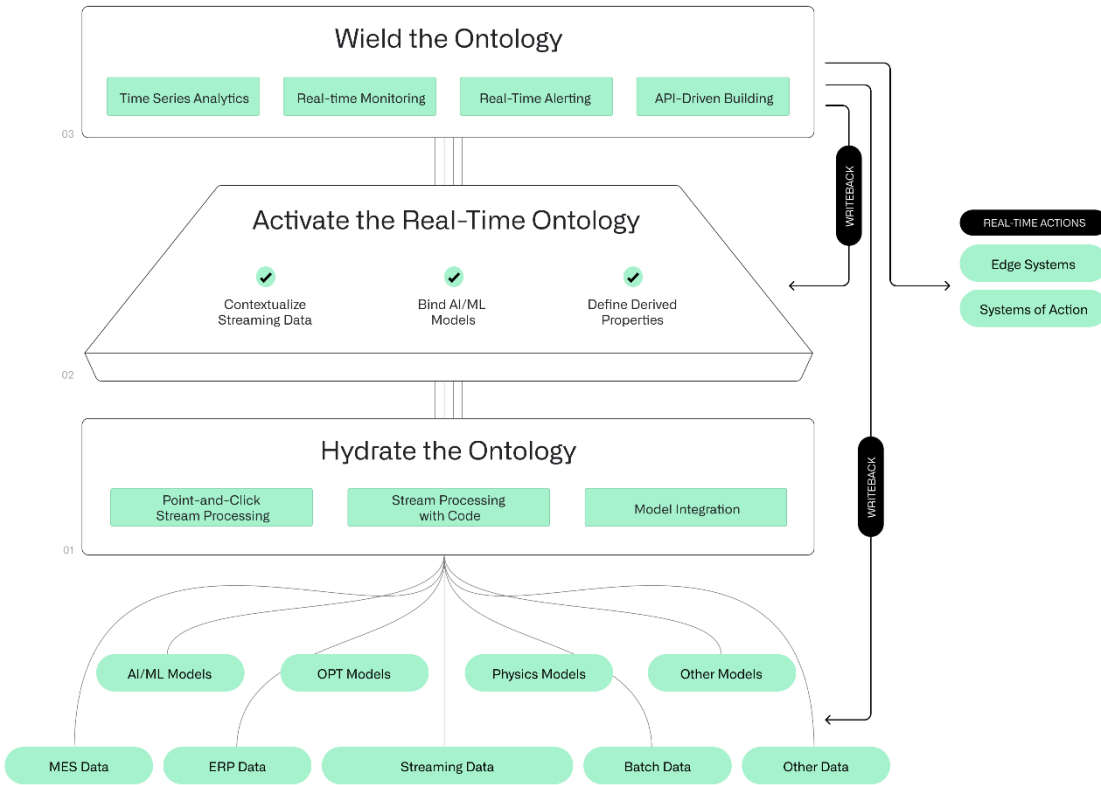 Wield the Ontology
Time Series Analytics
Real-time Monitoring
Real-Time Alerting
API-Driven Building
03
WRITEBACK
Activate the Real-Time Ontology
Contextualize
Streaming Data
Bind AI/ML
Models
Define Derived
Properties
02
REAL-TIME ACTIONS
Edge Systems
Systems of Action
Hydrate the Ontology
Point-and-Click
Stream Processing
Stream Processing
with Code
Model Integration
01
WRITEBACK
AI/ML Models
OPT Models
Physics Models
Other Models
MES Data
ERP Data
Streaming Data
Batch Data
Other Data